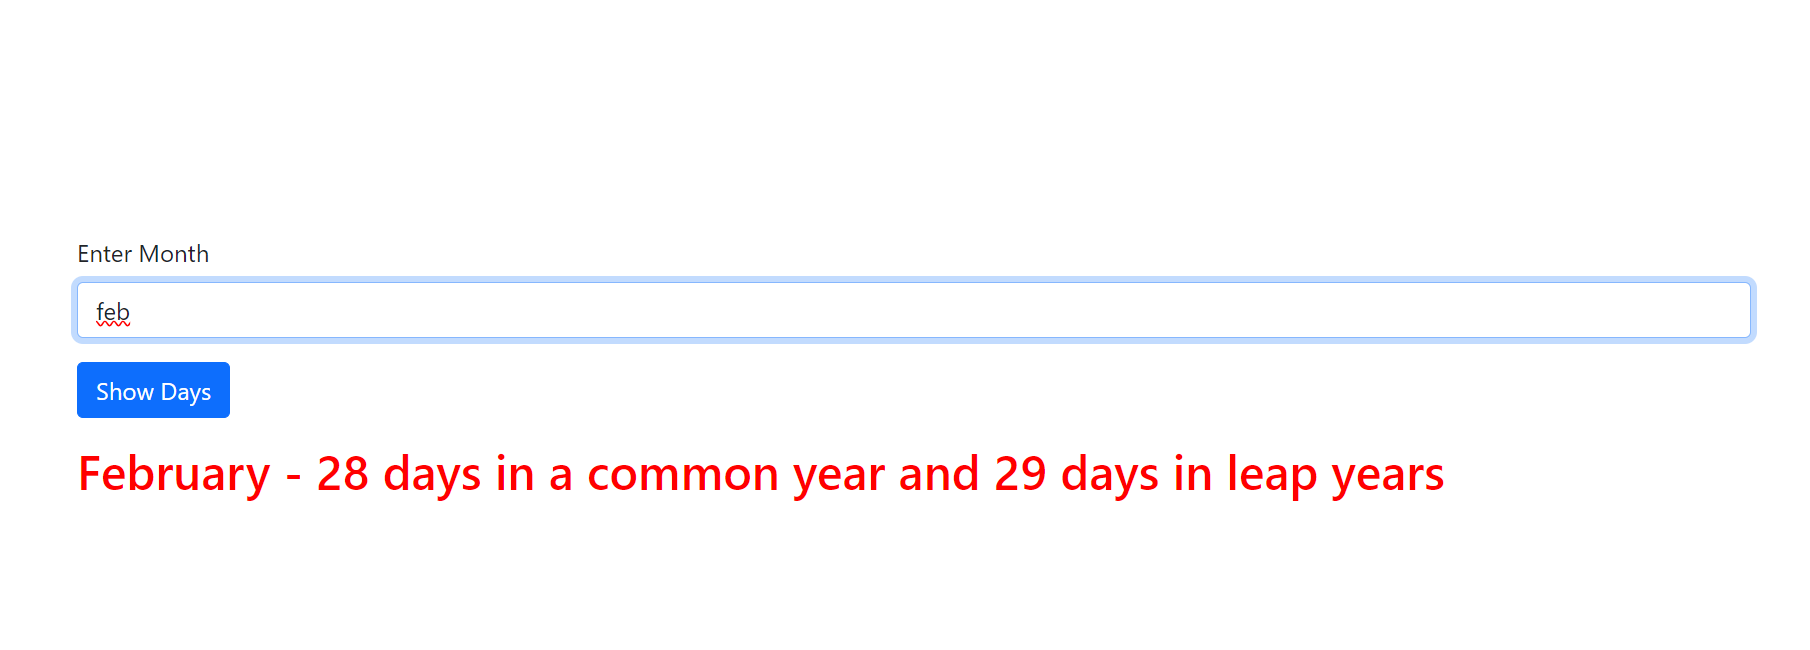 Enter Month
feb
Show Days
February - 28 days in a common year and 29 days in leap years